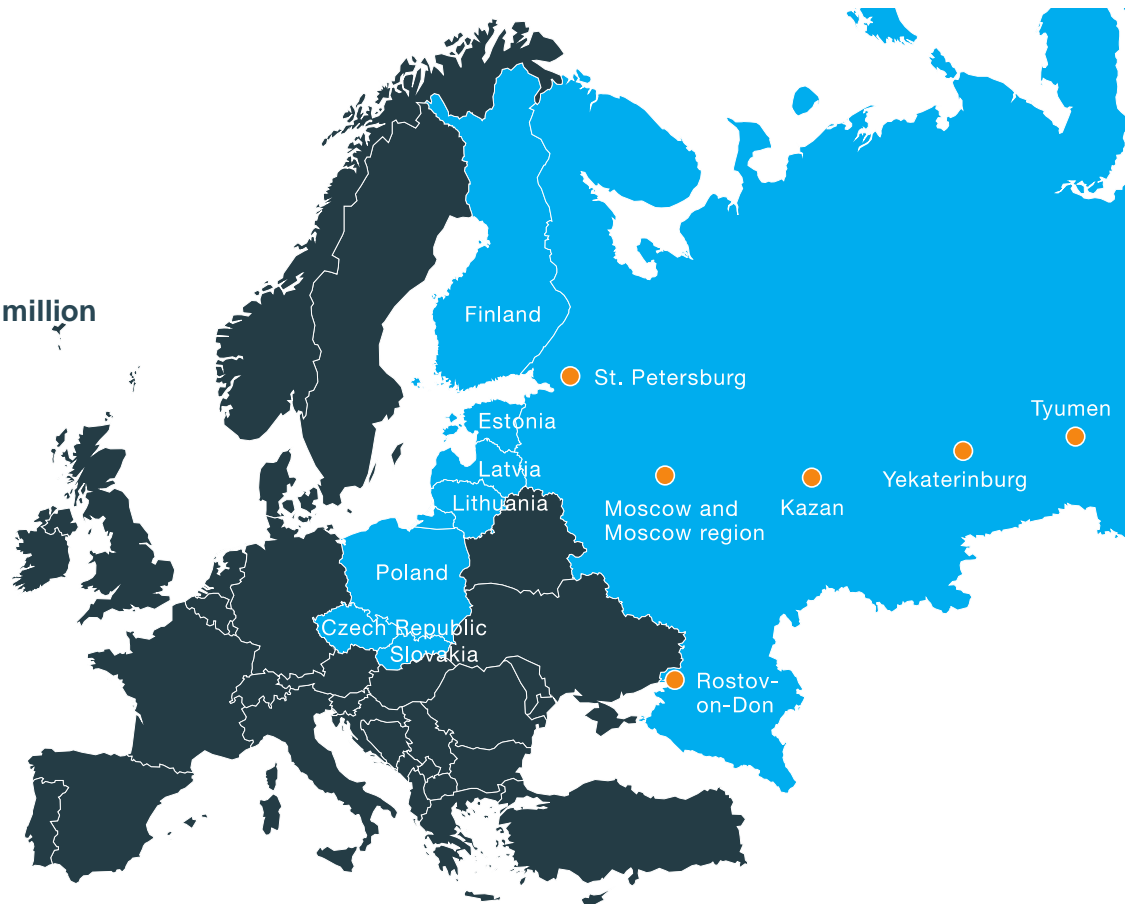 million
Finland
St. Petersburg
Tyumen
Estonia
Latvia
Yekaterinburg
Lithuania
Moscow and
Moscow region
Kazan
Poland
Czech Republic
Slovakia
Rostov-
on-Don